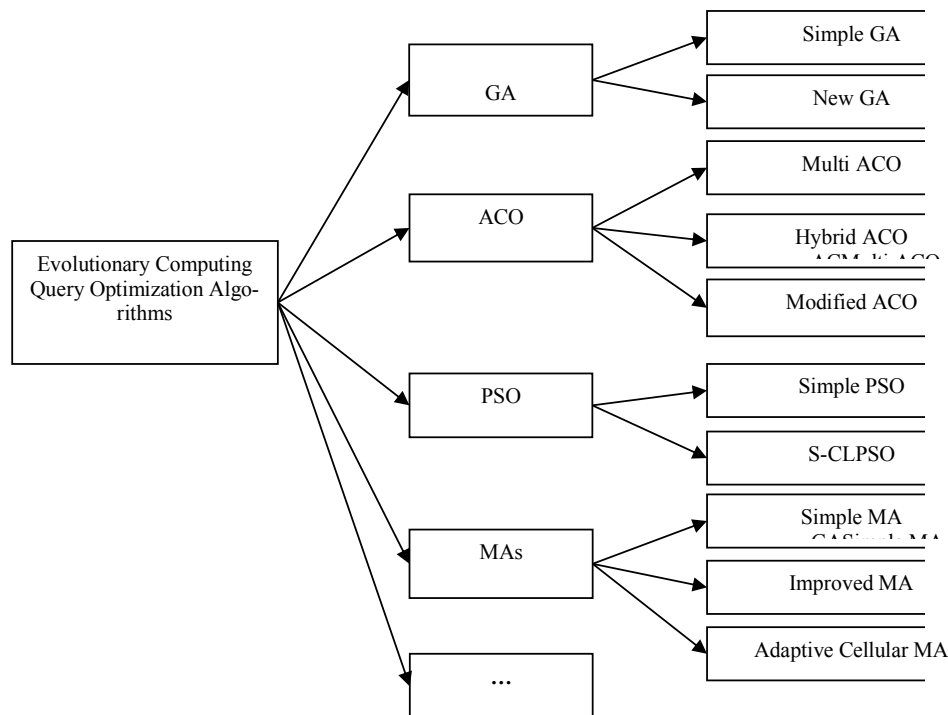 Simple GA
GA
New GA
Multi ACO
ACO
Hybrid ACO
Evolutionary Computing
Query Optimization Algo-
rithms
Modified ACO
Simple PSO
PSO
S-CLPSO
Simple MA
MAs
Improved MA
Adaptive Cellular MA
...